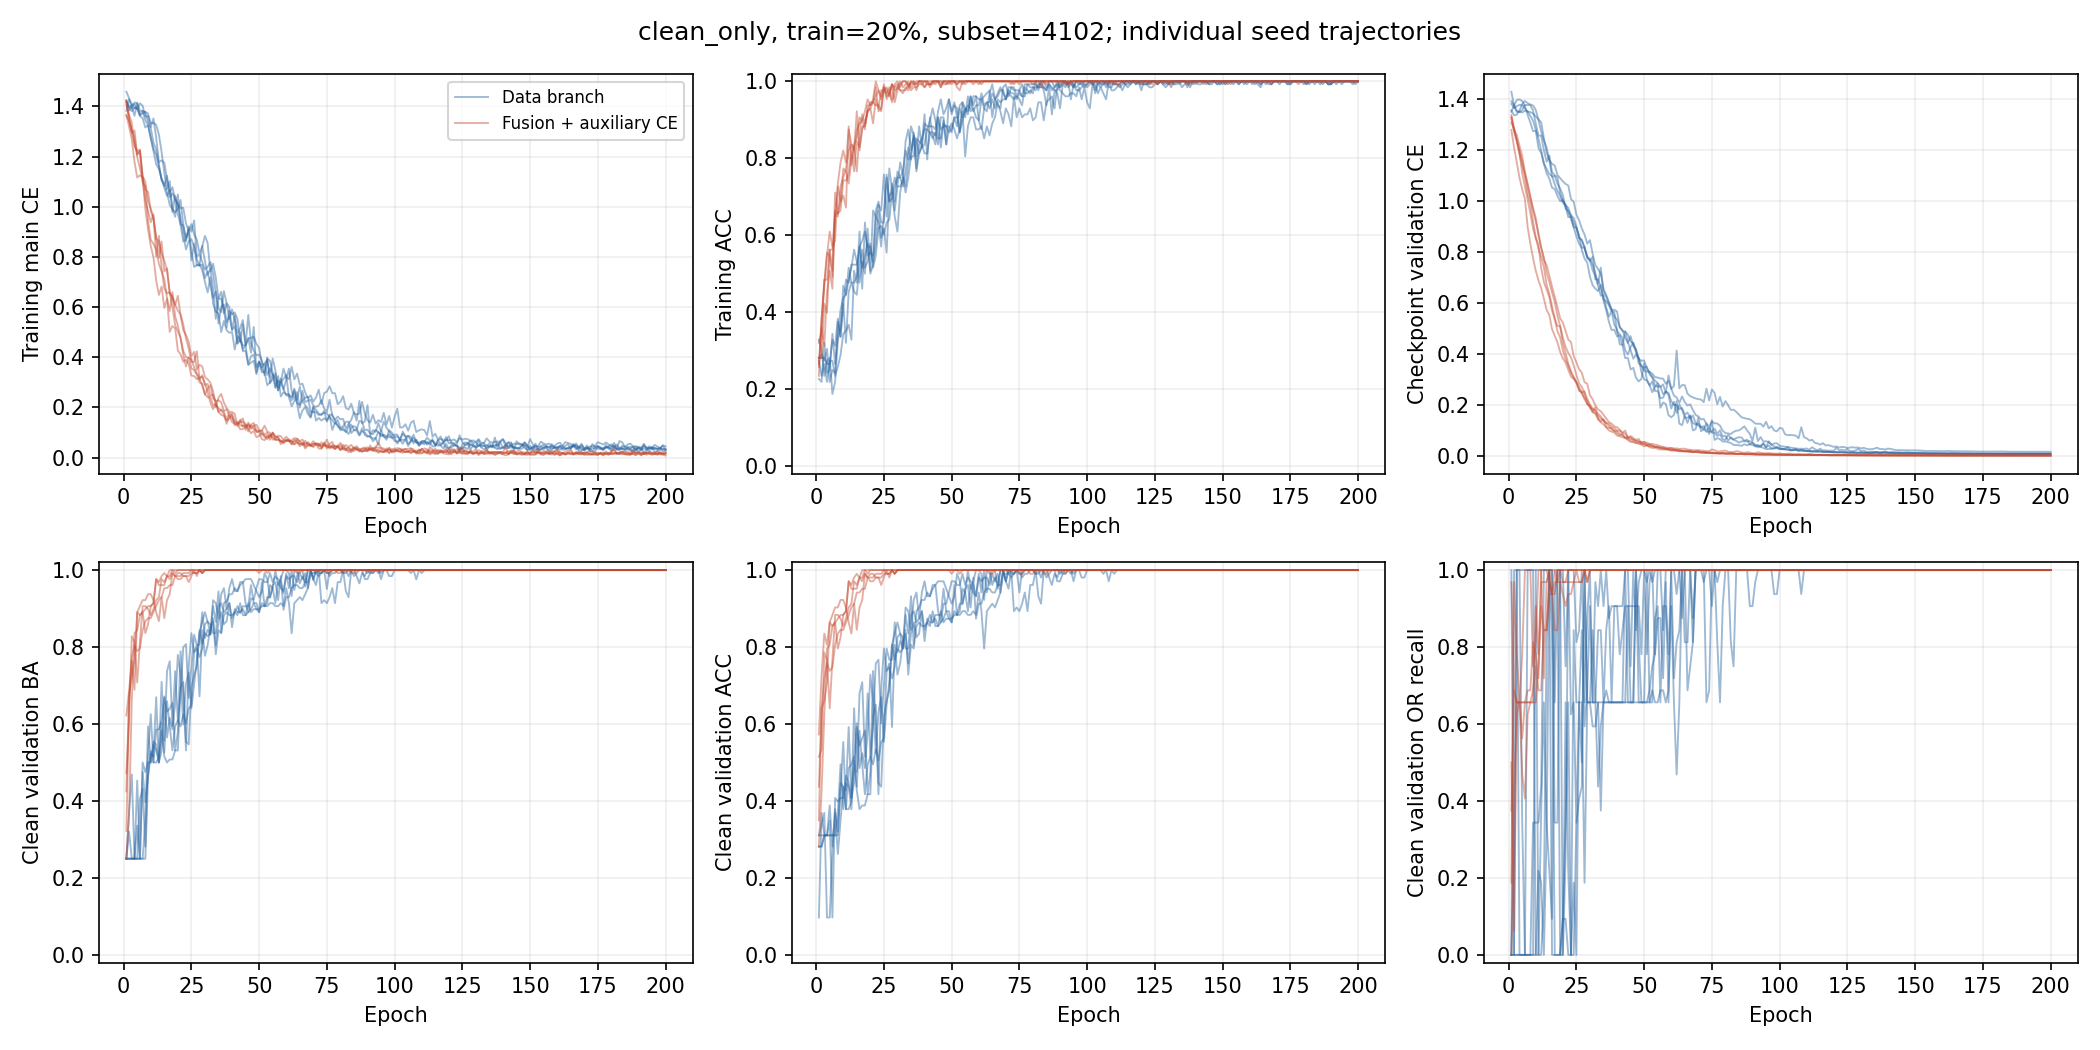 clean_only, train=20%, subset=4102; individual seed trajectories
Training main CE
1.4
1.2
1.0
0.8
0.6
0.4
0.2
0.0
Data branch
Fusion + auxiliary CE
0 25 50 75 100 125 150 175 200
Epoch
Training ACC
1.0
0.8
0.6
0.4
0.2
0.0
0 25 50 75 100 125 150 175 200
Epoch
Checkpoint validation CE
1.4
1.2
1.0
0.8
0.6
0.4
0.2
0.0
0 25 50 75 100 125 150 175 200
Epoch
Clean validation BA
1.0
0.8
0.6
0.4
0.2
0.0
0 25 50 75 100 125 150 175 200
Epoch
Clean validation ACC
1.0
0.8
0.6
0.4
0.2
0.0
0 25 50 75 100 125 150 175 200
Epoch
Clean validation OR recall
1.0
0.8
0.6
0.4
0.2
0.0
0 25 50 75 100 125 150 175 200
Epoch